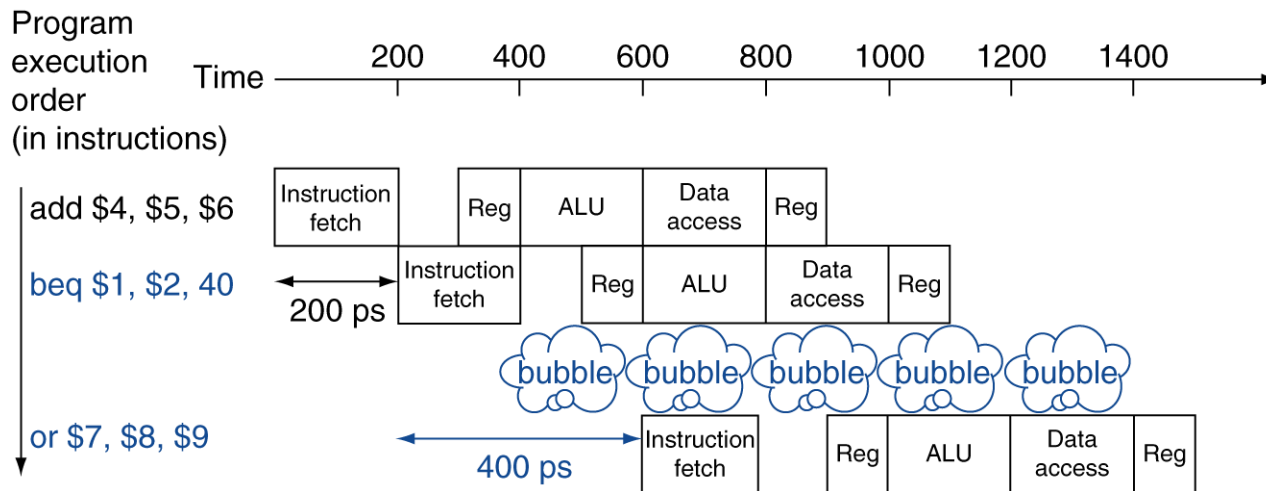 Program
execution
order
(in instructions)
Time
200 400 600 800 1000 1200 1400
add $4, $5, $6
Instruction
fetch
Reg
ALU
Data
access
Reg
beq $1, $2, 40
200 ps
Instruction
fetch
Reg
ALU
Data
access
Reg
bubble bubble bubble bubble bubble
or $7, $8, $9
400 ps
Instruction
fetch
Reg
ALU
Data
access
Reg